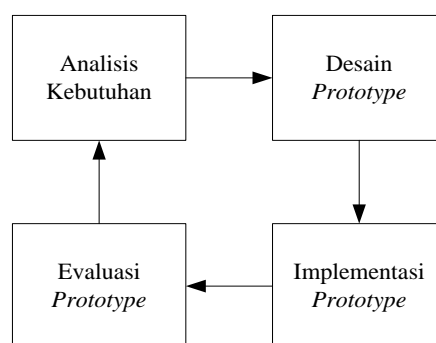 Analisis
Kebutuhan
Desain
Prototype
Evaluasi
Prototype
Implementasi
Prototype